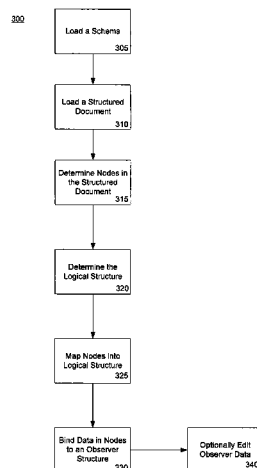 300
Load a Schema
305
Load a Structured
Document
310
Determine Nodes in
the Structured
Document
315
Determine the
Logical Structure
320
Map Nodes into
Logical Structure
325
Bind Data in Nodes
to an Observer
Structure
330
Optionally Edit
Observer Data
340